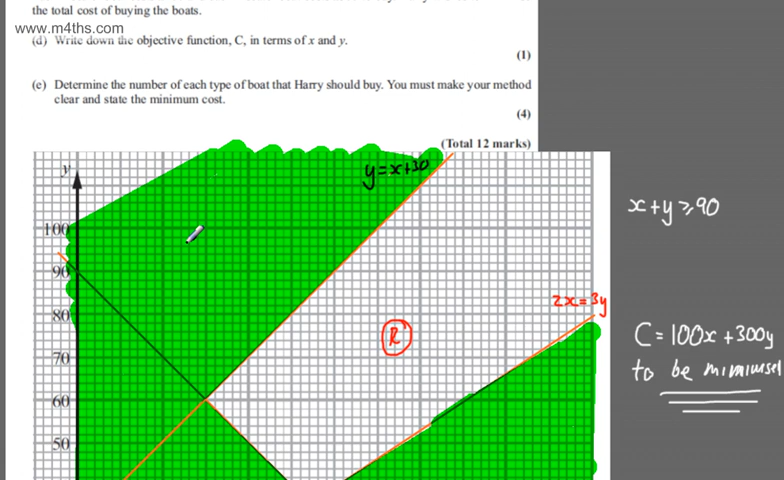 the total cost of buying the boats.
www.m4ths.com
(d) Write down the objective function, C, in terms of x and y.
(1)
(e) Determine the number of each type of boat that Harry should buy. You must make your method
clear and state the minimum cost.
(4)
(Total 12 marks)
y
y=x+30
x+y≥90
100
90
2x=3y
80
R
C=100x+300y
to be mimimised
70
60
50